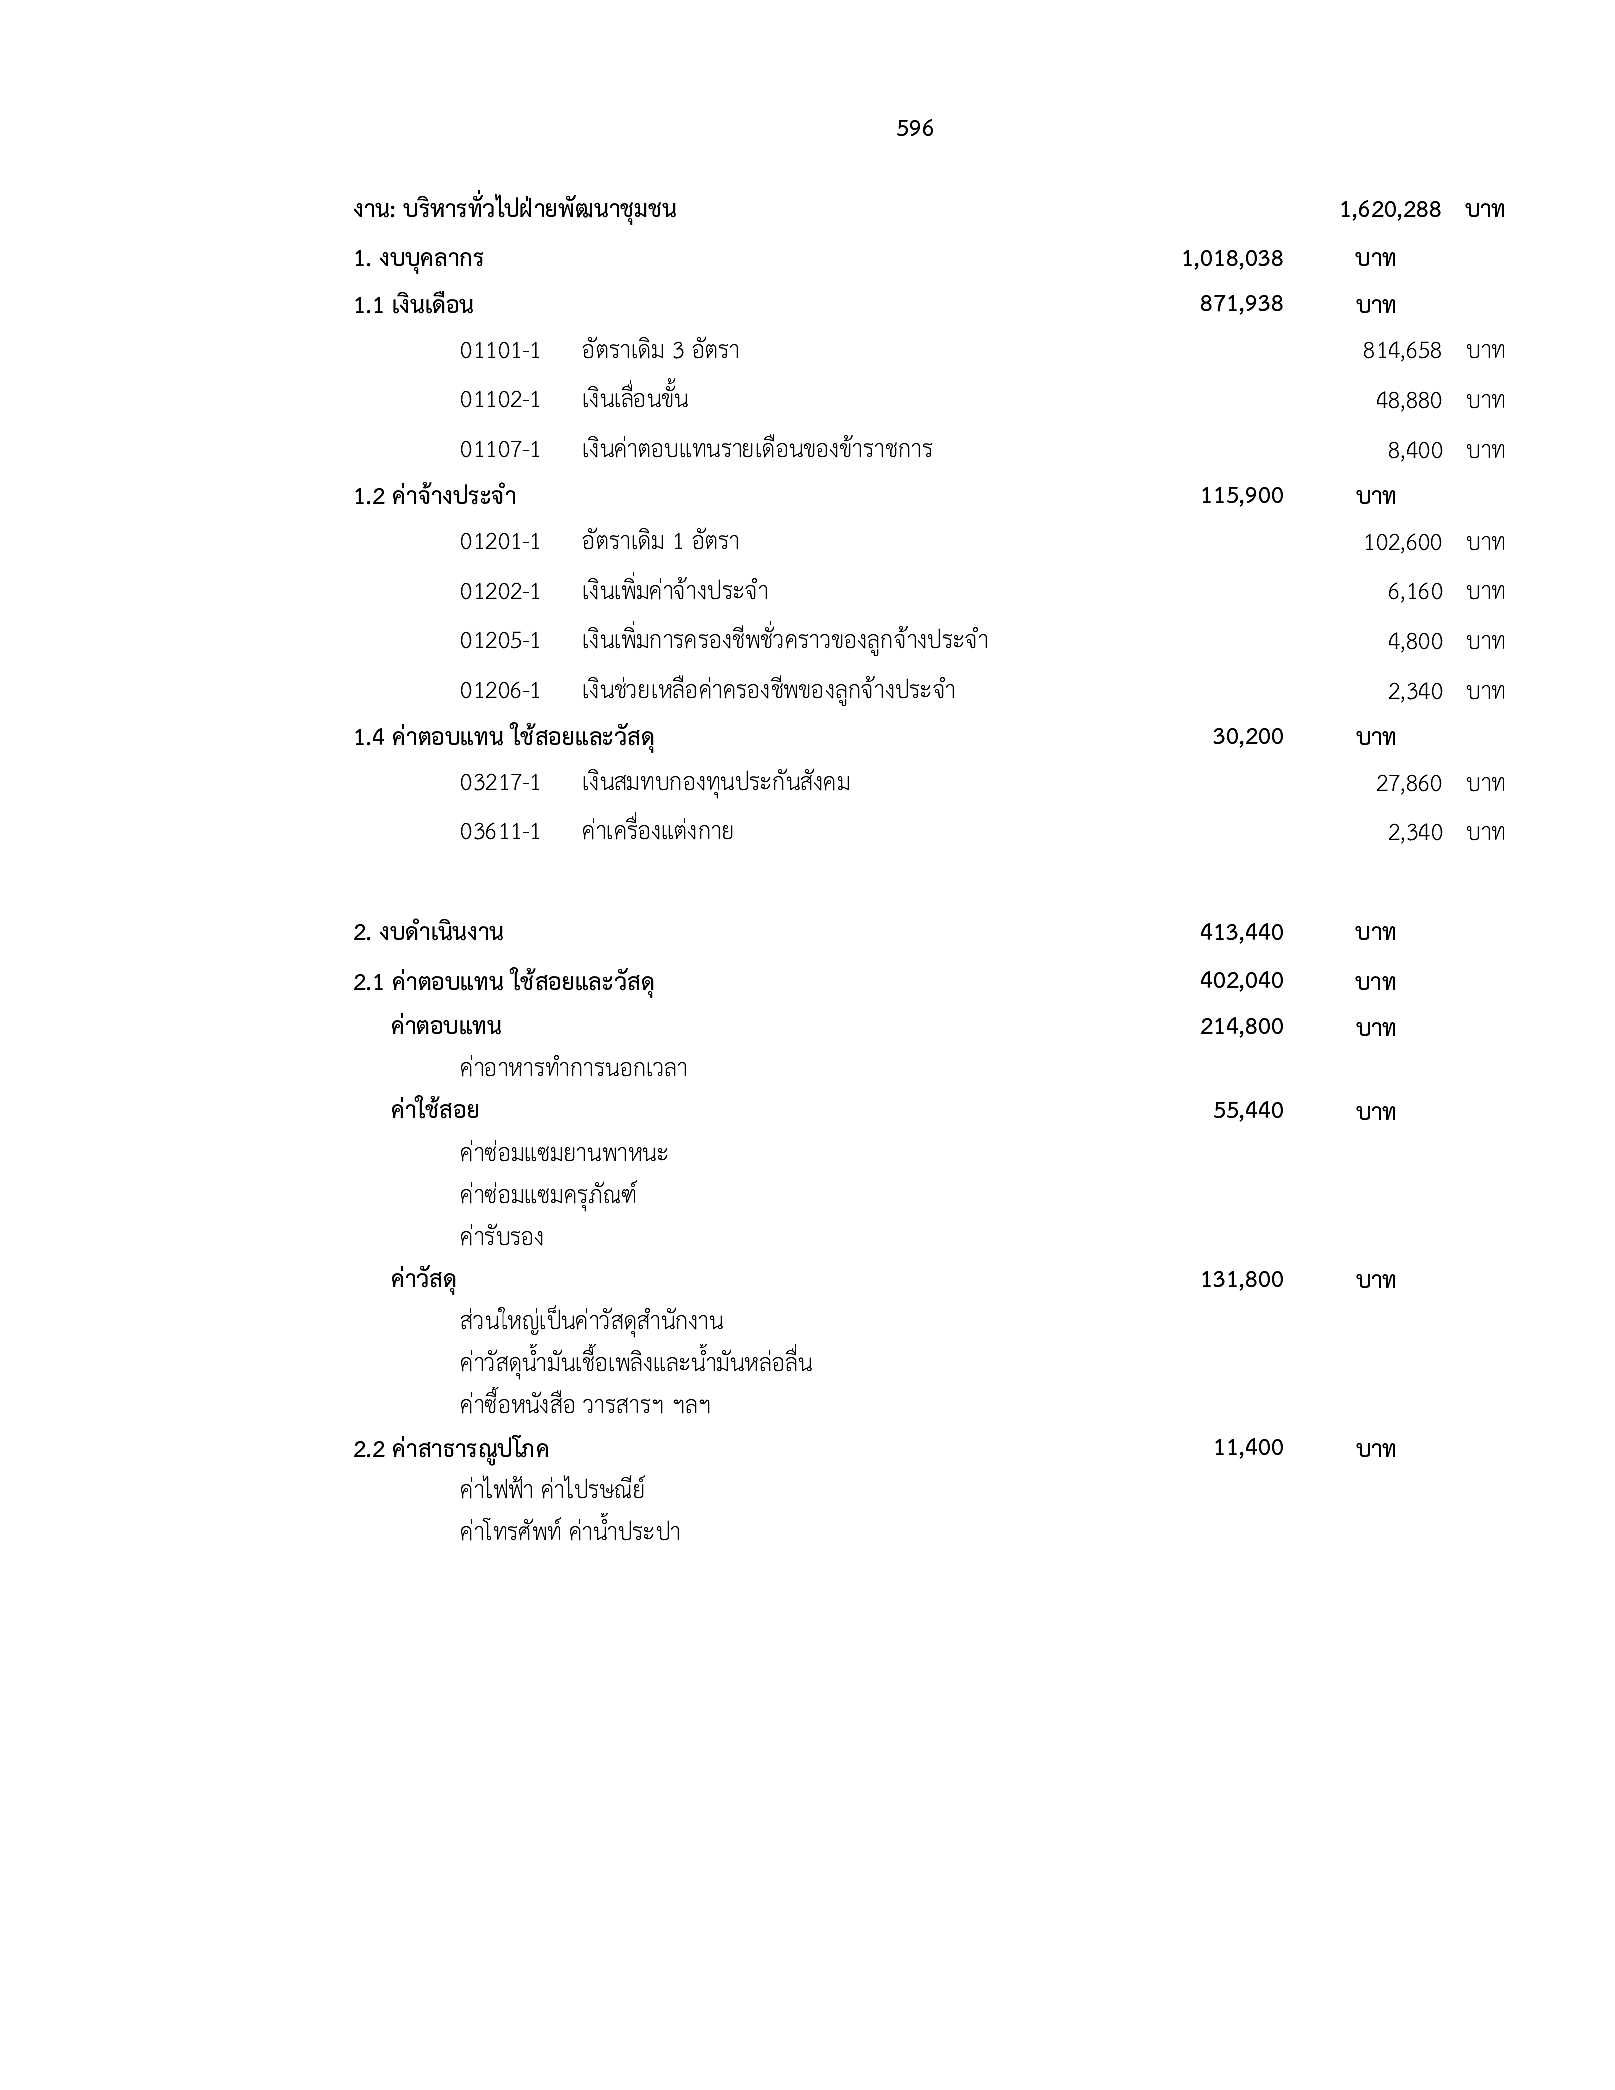 596
งาน: บริหารทั่วไปฝ่ายพัฒนาชุมชน 1,620,288 บาท
1. งบบุคลากร 1,018,038 บาท
1.1 เงินเดือน 871,938 บาท
01101-1 อัตราเดิม 3 อัตรา 814,658 บาท
01102-1 เงินเลื่อนขั้น 48,880 บาท
01107-1 เงินค่าตอบแทนรายเดือนของข้าราชการ 8,400 บาท
1.2 ค่าจ้างประจำ 115,900 บาท
01201-1 อัตราเดิม 1 อัตรา 102,600 บาท
01202-1 เงินเพิ่มค่าจ้างประจำ 6,160 บาท
01205-1 เงินเพิ่มการครองชีพชั่วคราวของลูกจ้างประจำ 4,800 บาท
01206-1 เงินช่วยเหลือค่าครองชีพของลูกจ้างประจำ 2,340 บาท
1.4 ค่าตอบแทน ใช้สอยและวัสดุ 30,200 บาท
03217-1 เงินสมทบกองทุนประกันสังคม 27,860 บาท
03611-1 ค่าเครื่องแต่งกาย 2,340 บาท
2. งบดำเนินงาน 413,440 บาท
2.1 ค่าตอบแทน ใช้สอยและวัสดุ 402,040 บาท
ค่าตอบแทน 214,800 บาท
ค่าอาหารทำการนอกเวลา
ค่าใช้สอย 55,440 บาท
ค่าซ่อมแซมยานพาหนะ
ค่าซ่อมแซมครุภัณฑ์
ค่ารับรอง
ค่าวัสดุ 131,800 บาท
ส่วนใหญ่เป็นค่าวัสดุสำนักงาน
ค่าวัสดุน้ำมันเชื้อเพลิงและน้ำมันหล่อลื่น
ค่าซื้อหนังสือ วารสารฯ ฯลฯ
2.2 ค่าสาธารณูปโภค 11,400 บาท
ค่าไฟฟ้า ค่าไปรษณีย์
ค่าโทรศัพท์ ค่าน้ำประปา